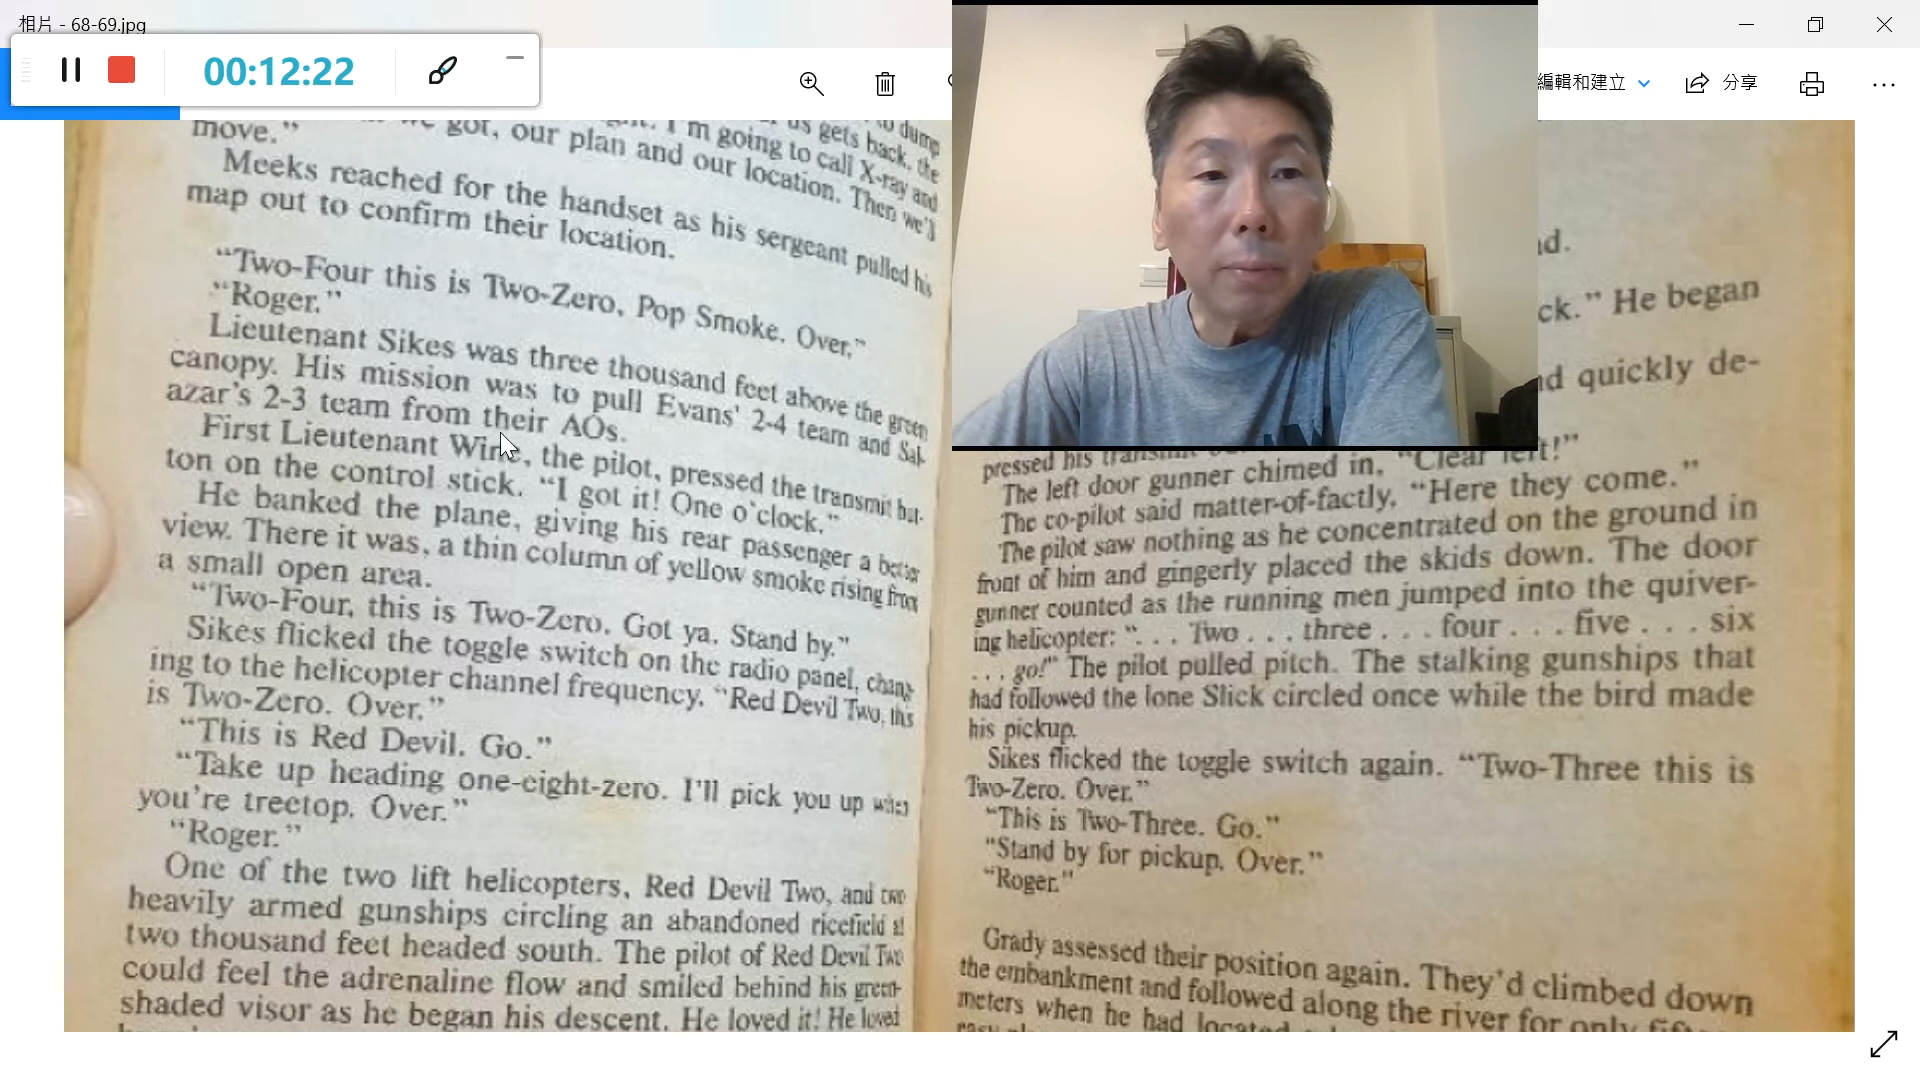 相片 - 68-69.jpg
00:12:22
編輯和建立
分享
to dump
us gets back, the
I'm going to call X-ray and
got, our plan and our location. Then we'll
move."
Meeks reached for the handset as his sergeant pulled his
map out to confirm their location.
"Two-Four this is Two-Zero, Pop Smoke. Over."
"Roger."
Lieutenant Sikes was three thousand feet above the green
canopy. His mission was to pull Evans' 2-4 team and Sal-
azar's 2-3 team from their AOs.
First Lieutenant Wine, the pilot, pressed the transmit but-
ton on the control stick. "I got it! One o'clock."
He banked the plane, giving his rear passenger a better
view. There it was, a thin column of yellow smoke rising from
a small open area.
"Two-Four, this is Two-Zero. Got ya. Stand by."
Sikes flicked the toggle switch on the radio panel, chang-
ing to the helicopter channel frequency. "Red Devil Two, this
is Two-Zero. Over."
"This is Red Devil. Go."
"Take up heading one-eight-zero. I'll pick you up when
you're treetop. Over."
"Roger."
One of the two lift helicopters, Red Devil Two, and two
heavily armed gunships circling an abandoned ricefield at
two thousand feet headed south. The pilot of Red Devil Two
could feel the adrenaline flow and smiled behind his green-
shaded visor as he began his descent. He loved it! He loved
ck." He began
quickly de-
pressed his
The left door gunner chimed in, "Clear left!"
The co-pilot said matter-of-factly, "Here they come."
The pilot saw nothing as he concentrated on the ground in
front of him and gingerly placed the skids down. The door
gunner counted as the running men jumped into the quiver-
ing helicopter: ". . . Two . . . three . . . four . . . five . . . six
. . . go!" The pilot pulled pitch. The stalking gunships that
had followed the lone Slick circled once while the bird made
his pickup.
Sikes flicked the toggle switch again. "Two-Three this is
Two-Zero. Over."
"This is Two-Three. Go."
"Stand by for pickup. Over."
"Roger."
Grady assessed their position again. They'd climbed down
the embankment and followed along the river for only
meters when he had located